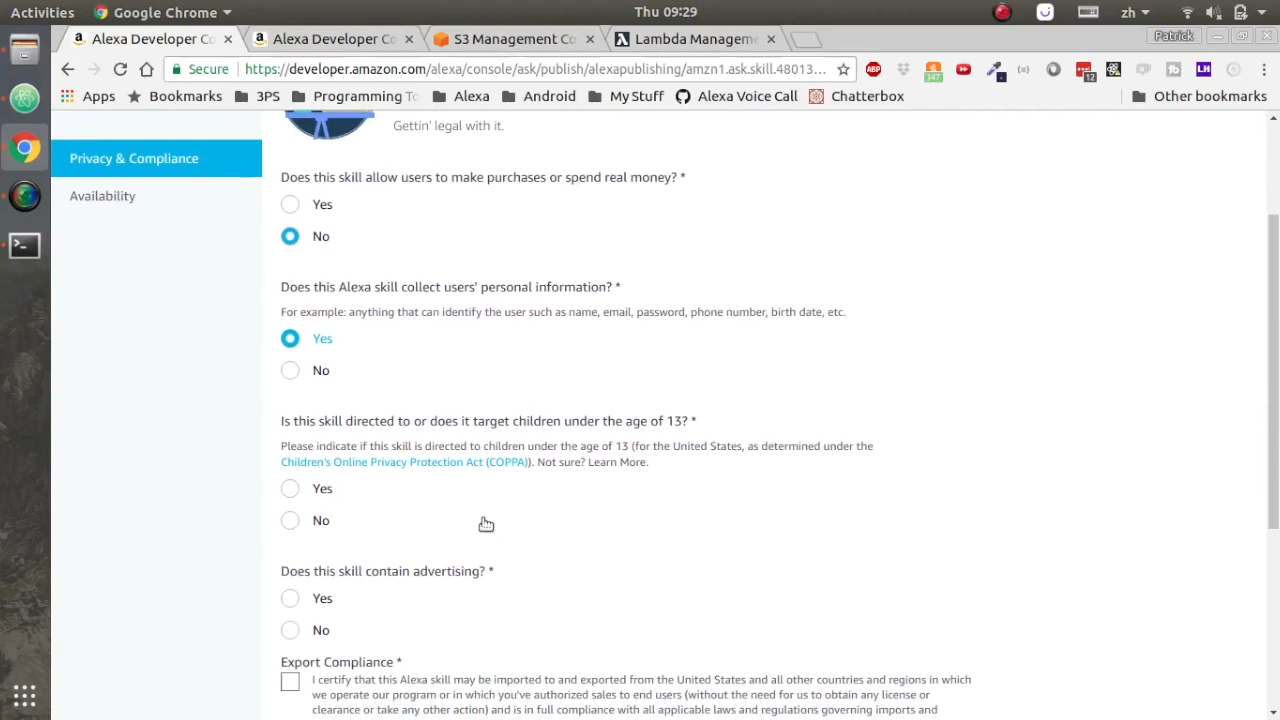 Activities
Google Chrome
Thu 09:29
zh
Alexa Developer Co
Alexa Developer Co
S3 Management Co
Lambda Managem
Patrick
Secure
https://developer.amazon.com/alexa/console/ask/publish/alexapublishing/amzn1.ask.skill.48013...
ABP
347
12
LH
Apps
Bookmarks
3PS
Programming To
Alexa
Android
My Stuff
Alexa Voice Call
Chatterbox
Other bookmarks
Gettin' legal with it.
Privacy & Compliance
Availability
Does this skill allow users to make purchases or spend real money? *
Yes
No
Does this Alexa skill collect users' personal information? *
For example: anything that can identify the user such as name, email, password, phone number, birth date, etc.
Yes
No
Is this skill directed to or does it target children under the age of 13? *
Please indicate if this skill is directed to children under the age of 13 (for the United States, as determined under the
Children's Online Privacy Protection Act (COPPA)). Not sure? Learn More.
Yes
No
Does this skill contain advertising? *
Yes
No
Export Compliance *
I certify that this Alexa skill may be imported to and exported from the United States and all other countries and regions in which
we operate our program or in which you've authorized sales to end users (without the need for us to obtain any license or
clearance or take any other action) and is in full compliance with all applicable laws and regulations governing imports and